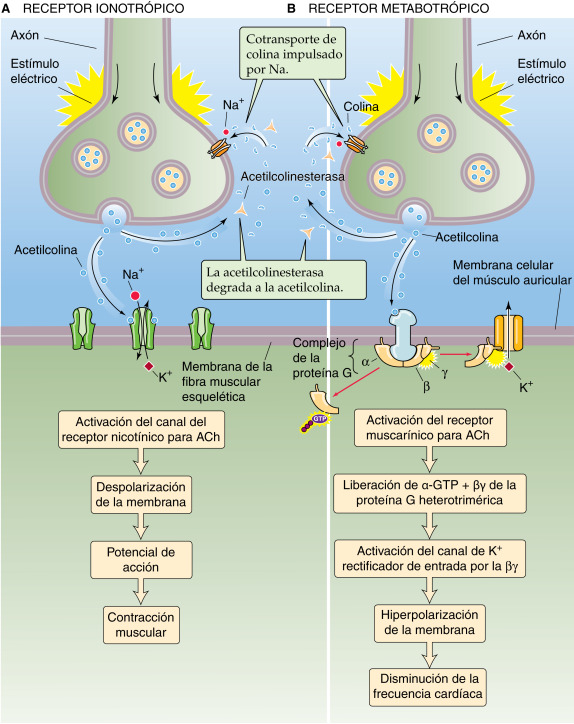 A RECEPTOR IONOTRÓPICO
B RECEPTOR METABOTRÓPICO
Axón
Estímulo
eléctrico
Cotransporte de
colina impulsado
por Na.
Axón
Estímulo
eléctrico
Na+
Colina
Acetilcolinesterasa
Acetilcolina
Na+
La acetilcolinesterasa
degrada a la acetilcolina.
Acetilcolina
Membrana celular
del músculo auricular
K+
Membrana de la
fibra muscular
esquelética
Complejo
de la
proteína G
α
β
γ
GTP
K+
Activación del canal del
receptor nicotínico para ACh
Despolarización
de la membrana
Potencial de
acción
Contracción
muscular
Activación del receptor
muscarínico para ACh
Liberación de α-GTP + βγ de la
proteína G heterotrimérica
Activación del canal de K+
rectificador de entrada por la βγ
Hiperpolarización
de la membrana
Disminución de la
frecuencia cardíaca